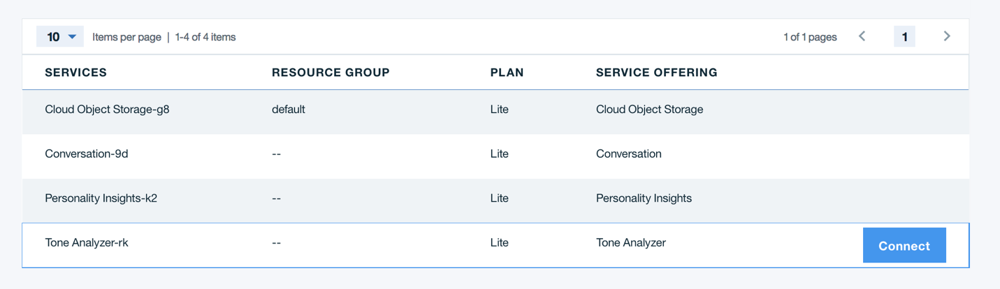 10 Items per page | 1-4 of 4 items 1 of 1 pages 1
SERVICES RESOURCE GROUP PLAN SERVICE OFFERING
Cloud Object Storage-g8 default Lite Cloud Object Storage
Conversation-9d -- Lite Conversation
Personality Insights-k2 -- Lite Personality Insights
Tone Analyzer-rk -- Lite Tone Analyzer Connect